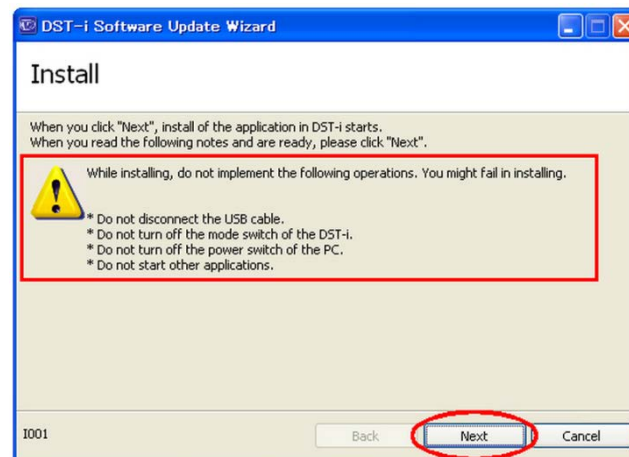 DST-i Software Update Wizard
Install
When you click "Next", install of the application in DST-i starts.
When you read the following notes and are ready, please click "Next".
While installing, do not implement the following operations. You might fail in installing.
* Do not disconnect the USB cable.
* Do not turn off the mode switch of the DST-i.
* Do not turn off the power switch of the PC.
* Do not start other applications.
I001
Back
Next
Cancel